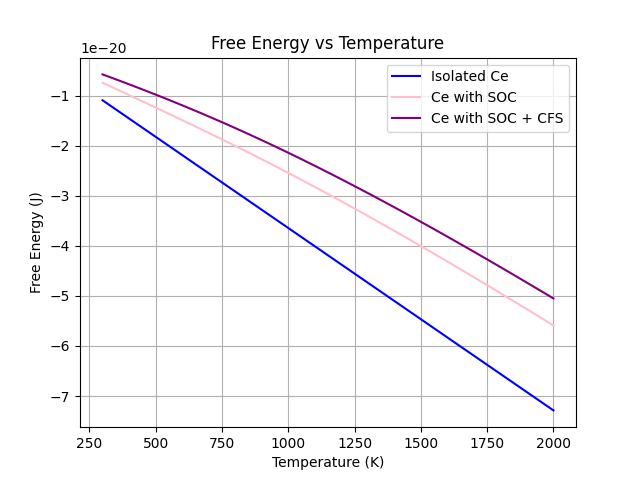 Free Energy vs Temperature
1e−20
Isolated Ce
Ce with SOC
Ce with SOC + CFS
−1
−2
−3
−4
−5
−6
−7
Free Energy (J)
250 500 750 1000 1250 1500 1750 2000
Temperature (K)